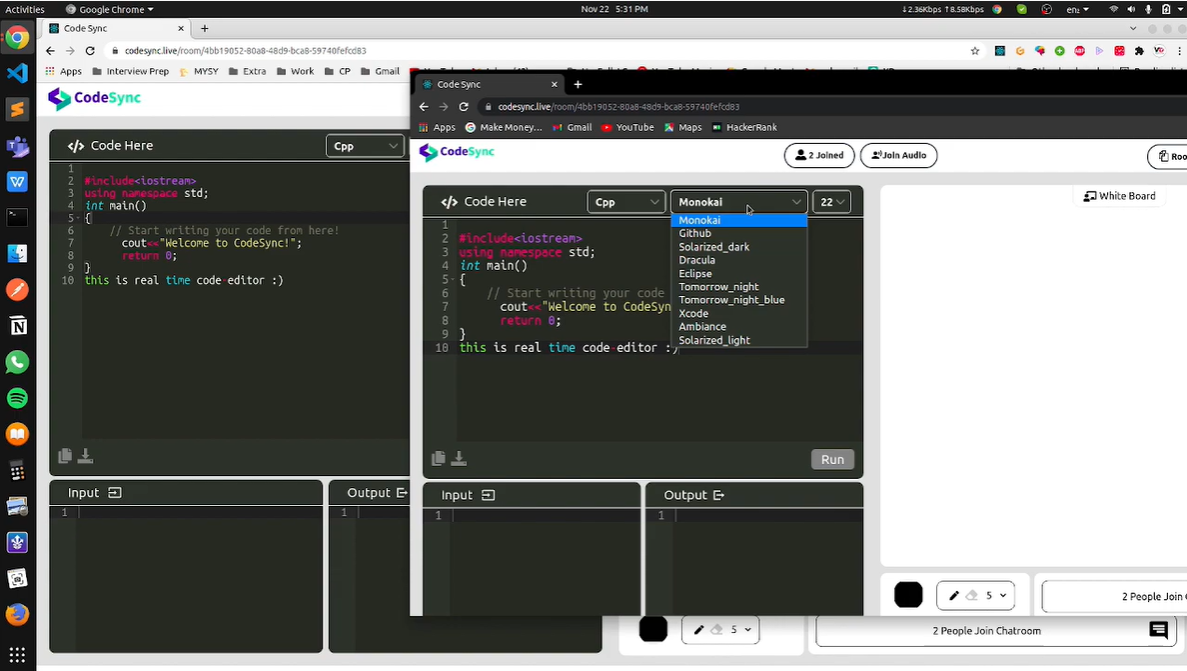 Activities
Google Chrome
Nov 22 5:31 PM
↓2.36Kbps ↑8.58Kbps
en₂
Code Sync
codesync.live/room/4bb19052-80a8-48d9-bca8-59740fefcd83
Apps
Interview Prep
MYSY
Extra
Work
CP
Gmail
CodeSync
</> Code Here
Cpp
1
2 #include<iostream>
3 using namespace std;
4 int main()
5 {
6 // Start writing your code from here!
7 cout<<"Welcome to CodeSync!";
8 return 0;
9 }
10 this is real time code editor :)
Input
Output
1
1
5
2 People Join Chatroom
Code Sync
codesync.live/room/4bb19052-80a8-48d9-bca8-59740fefcd83
Apps
Make Money...
Gmail
YouTube
Maps
HackerRank
CodeSync
2 Joined
Join Audio
</> Code Here
Cpp
Monokai
22
White Board
Monokai
Github
Solarized_dark
Dracula
Eclipse
Tomorrow_night
Tomorrow_night_blue
Xcode
Ambiance
Solarized_light
1
2 #include<iostream>
3 using namespace std;
4 int main()
5 {
6 // Start writing your code
7 cout<<"Welcome to CodeSyn
8 return 0;
9 }
10 this is real time code editor :)
Run
Input
Output
1
1
5
2 People Join